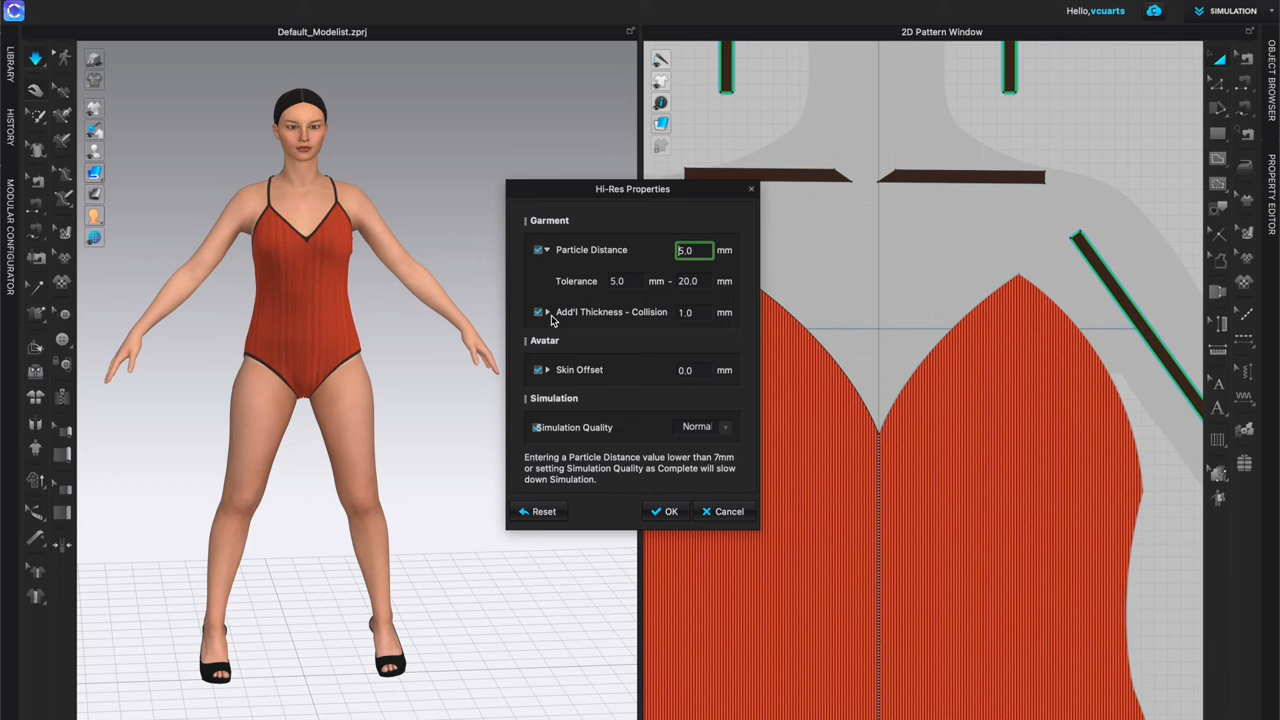 Hello, vcuarts
SIMULATION
Default_Modelist.zprj
2D Pattern Window
LIBRARY
HISTORY
MODULAR CONFIGURATOR
OBJECT BROWSER
PROPERTY EDITOR
Hi-Res Properties
Garment
Particle Distance 5.0 mm
Tolerance 5.0 mm - 20.0 mm
Add'l Thickness - Collision 1.0 mm
Avatar
Skin Offset 0.0 mm
Simulation
Simulation Quality Normal
Entering a Particle Distance value lower than 7mm
or setting Simulation Quality as Complete will slow
down Simulation.
Reset OK Cancel